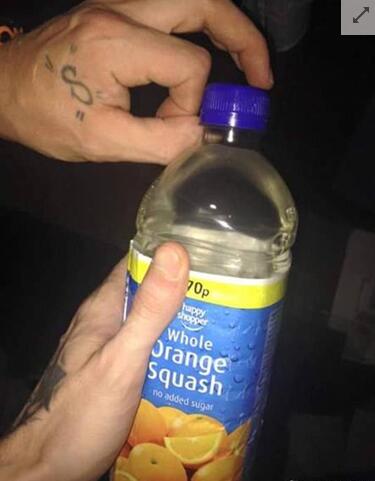 70p
happy
shopper
Whole
Orange
Squash
no added sugar